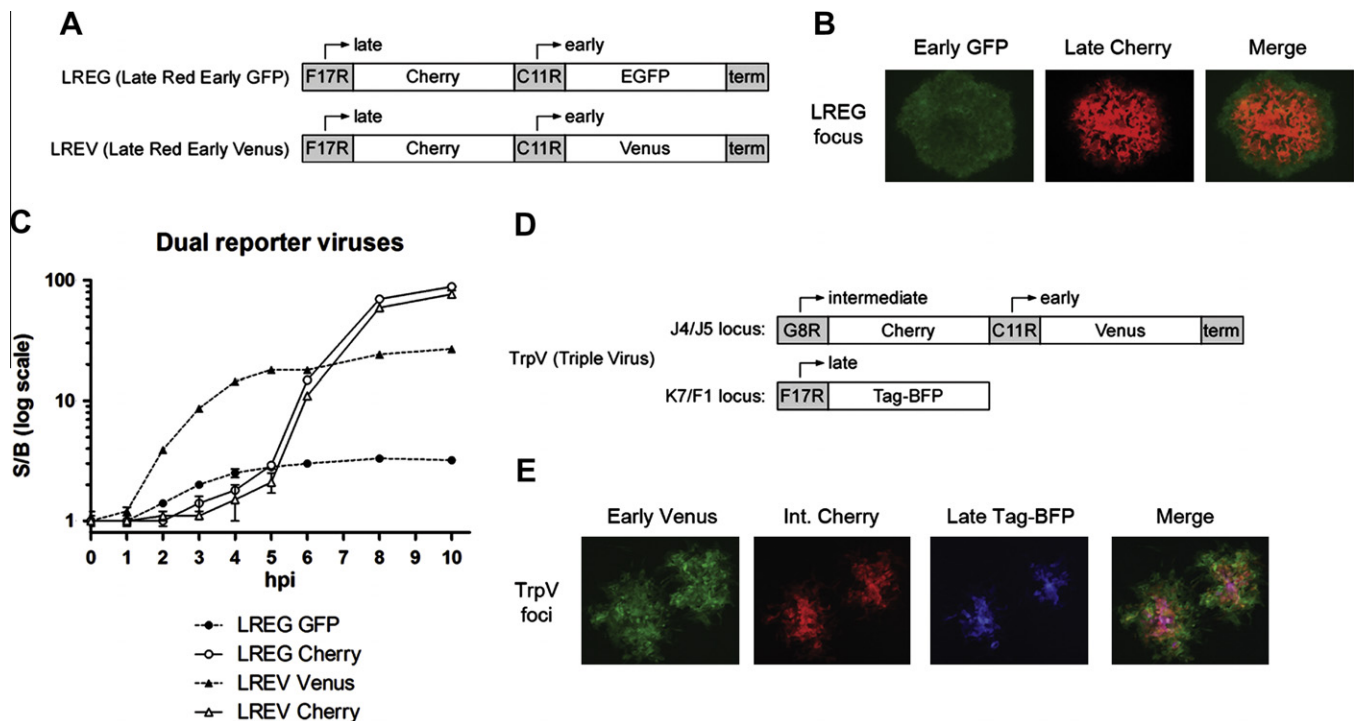 A
late
early
LREG (Late Red Early GFP)
F17R Cherry C11R EGFP term
late
early
LREV (Late Red Early Venus)
F17R Cherry C11R Venus term
B
Early GFP Late Cherry Merge
LREG
focus
C
Dual reporter viruses
S/B (log scale)
100
10
1
0 1 2 3 4 5 6 7 8 9 10
hpi
LREG GFP
LREG Cherry
LREV Venus
LREV Cherry
D
intermediate
early
J4/J5 locus: G8R Cherry C11R Venus term
TrpV (Triple Virus)
late
K7/F1 locus: F17R Tag-BFP
E
Early Venus Int. Cherry Late Tag-BFP Merge
TrpV
foci